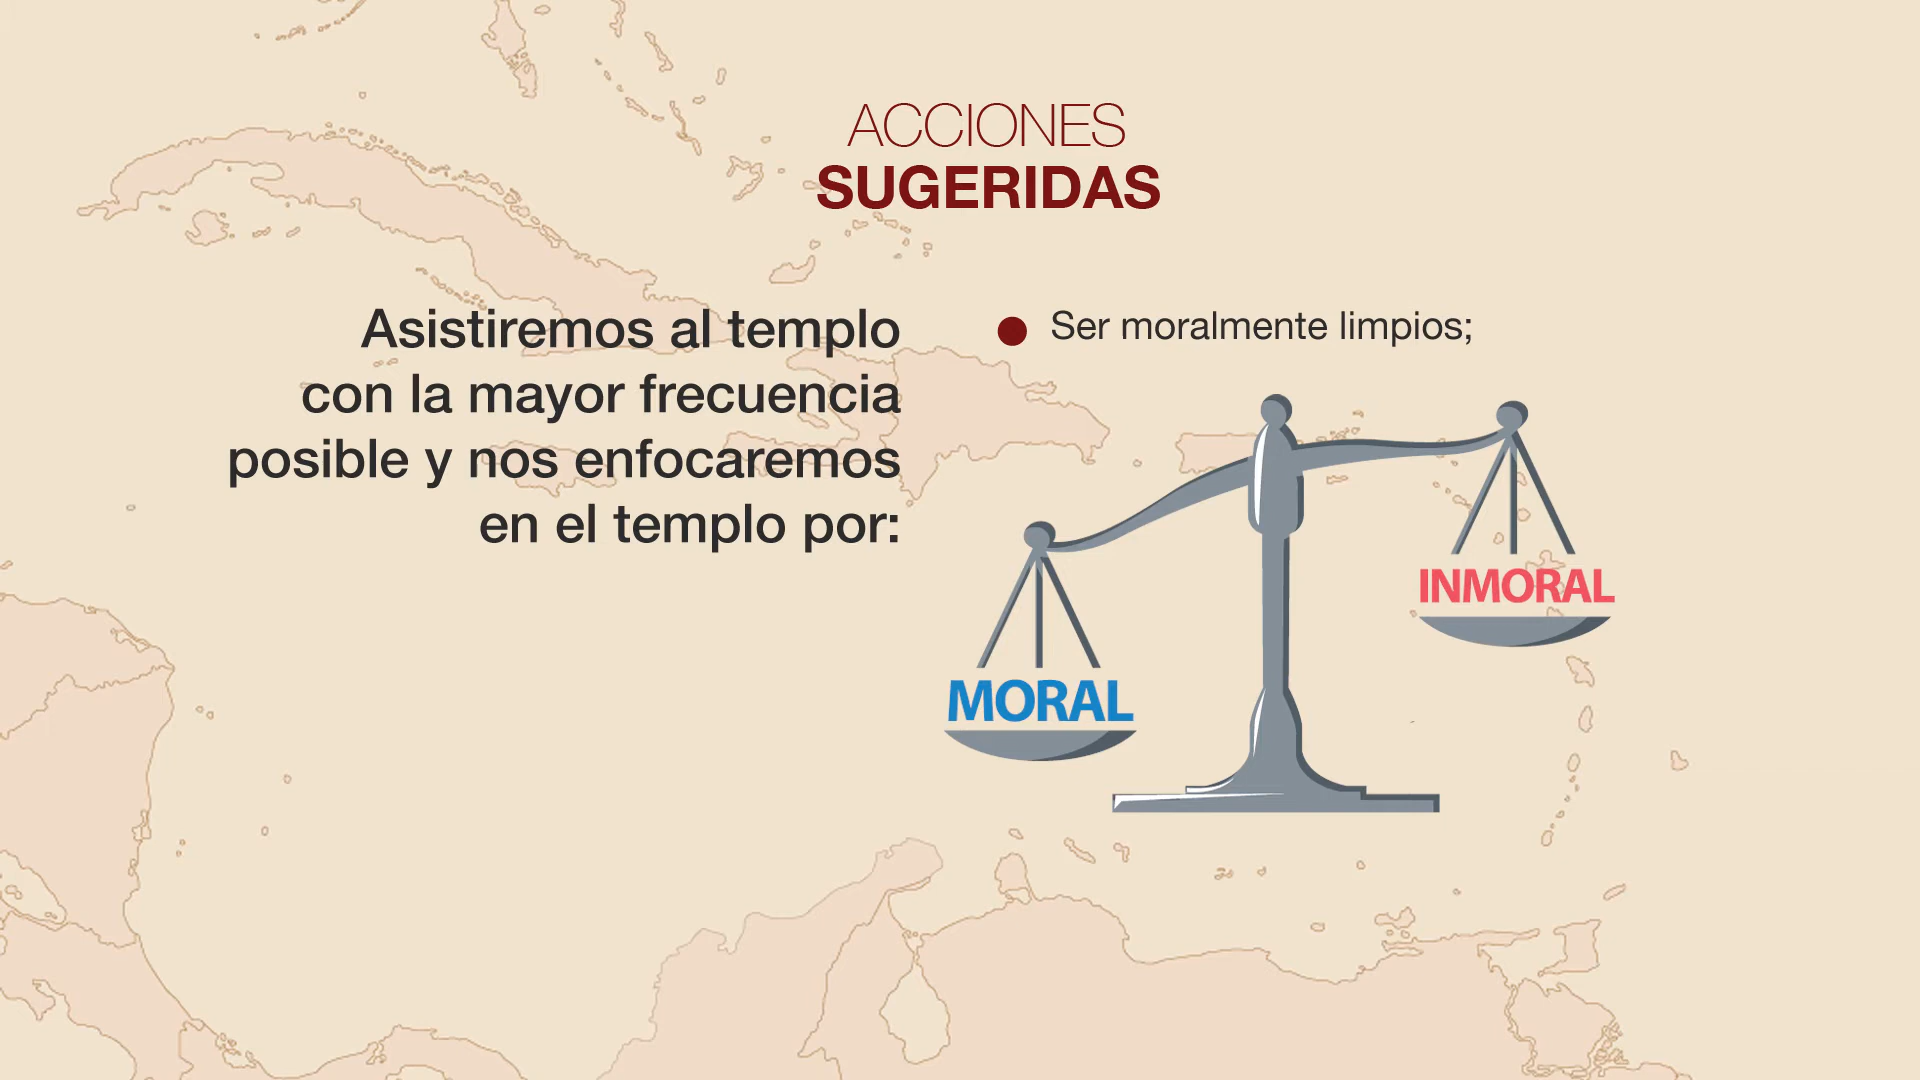 ACCIONES
SUGERIDAS
Asistiremos al templo
con la mayor frecuencia
posible y nos enfocaremos
en el templo por:
Ser moralmente limpios;
INMORAL
MORAL